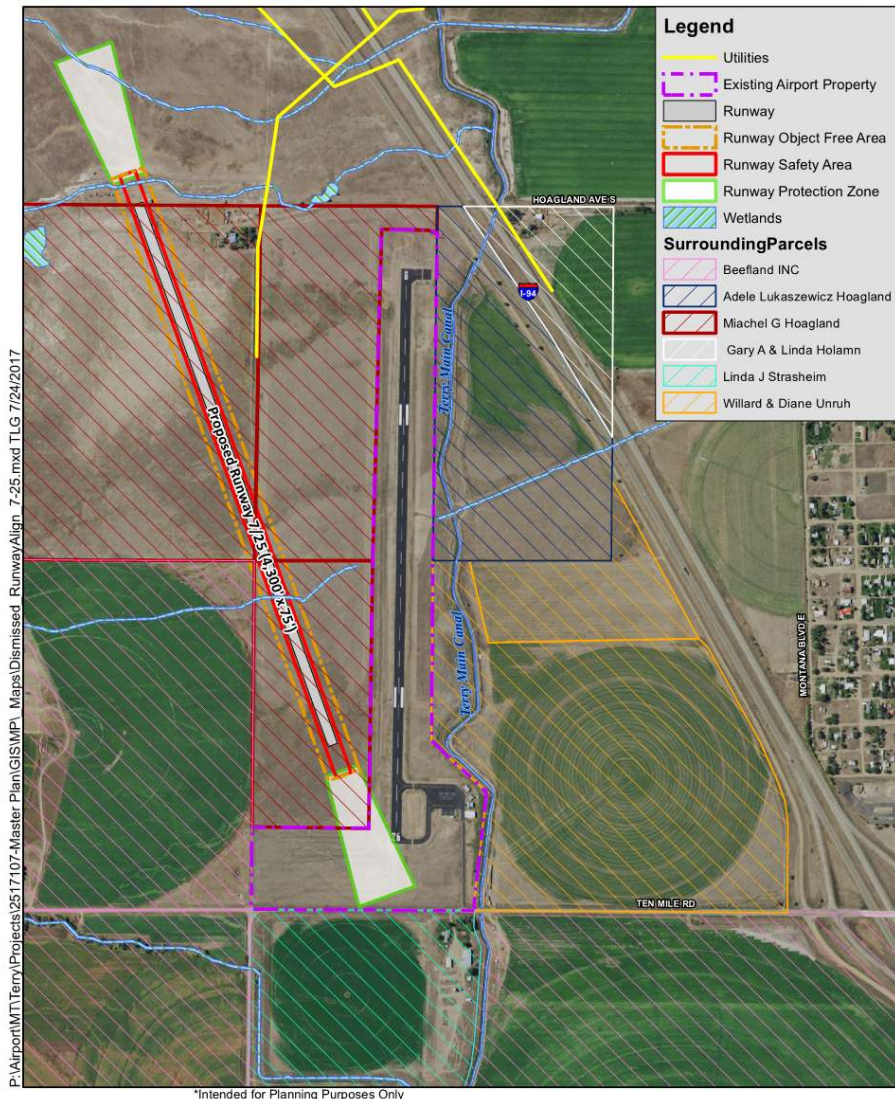 Legend
Utilities
Existing Airport Property
Runway
Runway Object Free Area
Runway Safety Area
Runway Protection Zone
Wetlands
SurroundingParcels
Beefland INC
Adele Lukaszewicz Hoagland
Miachel G Hoagland
Gary A & Linda Holamn
Linda J Strasheim
Willard & Diane Unruh
HOAGLAND AVE S
I-94
Terry Main Canal
Proposed Runway 7/25 (4,300' x 75')
Terry Main Canal
MONTANA BLVD E
TEN MILE RD
P:\Airport\MT\Terry\Projects\2517107-Master Plan\GIS\MP\_Maps\Dismissed_RunwayAlign_7-25.mxd TLG 7/24/2017
*Intended for Planning Purposes Only